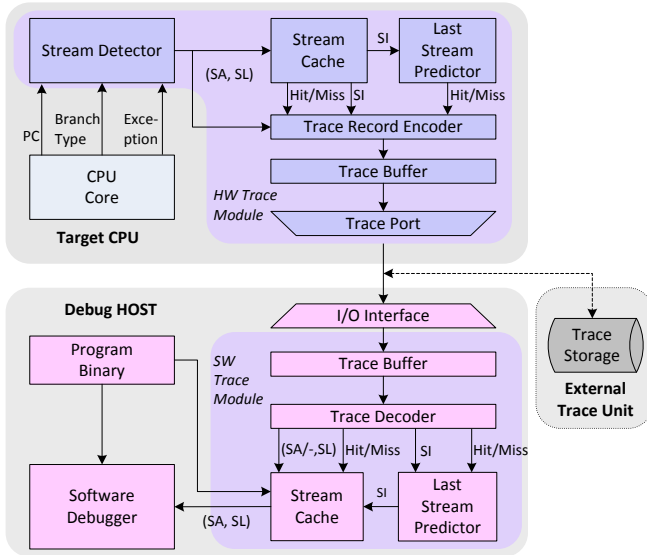 Stream Detector
Stream
Cache
SI
Last
Stream
Predictor
(SA, SL)
Hit/Miss
SI
Hit/Miss
PC
Branch
Type
Exce-
ption
Trace Record Encoder
CPU
Core
Trace Buffer
HW Trace
Module
Trace Port
Target CPU
Debug HOST
I/O Interface
Program
Binary
SW
Trace
Module
Trace Buffer
Trace
Storage
External
Trace Unit
Trace Decoder
(SA/-,SL)
Hit/Miss
SI
Hit/Miss
Software
Debugger
(SA, SL)
Stream
Cache
SI
Last
Stream
Predictor